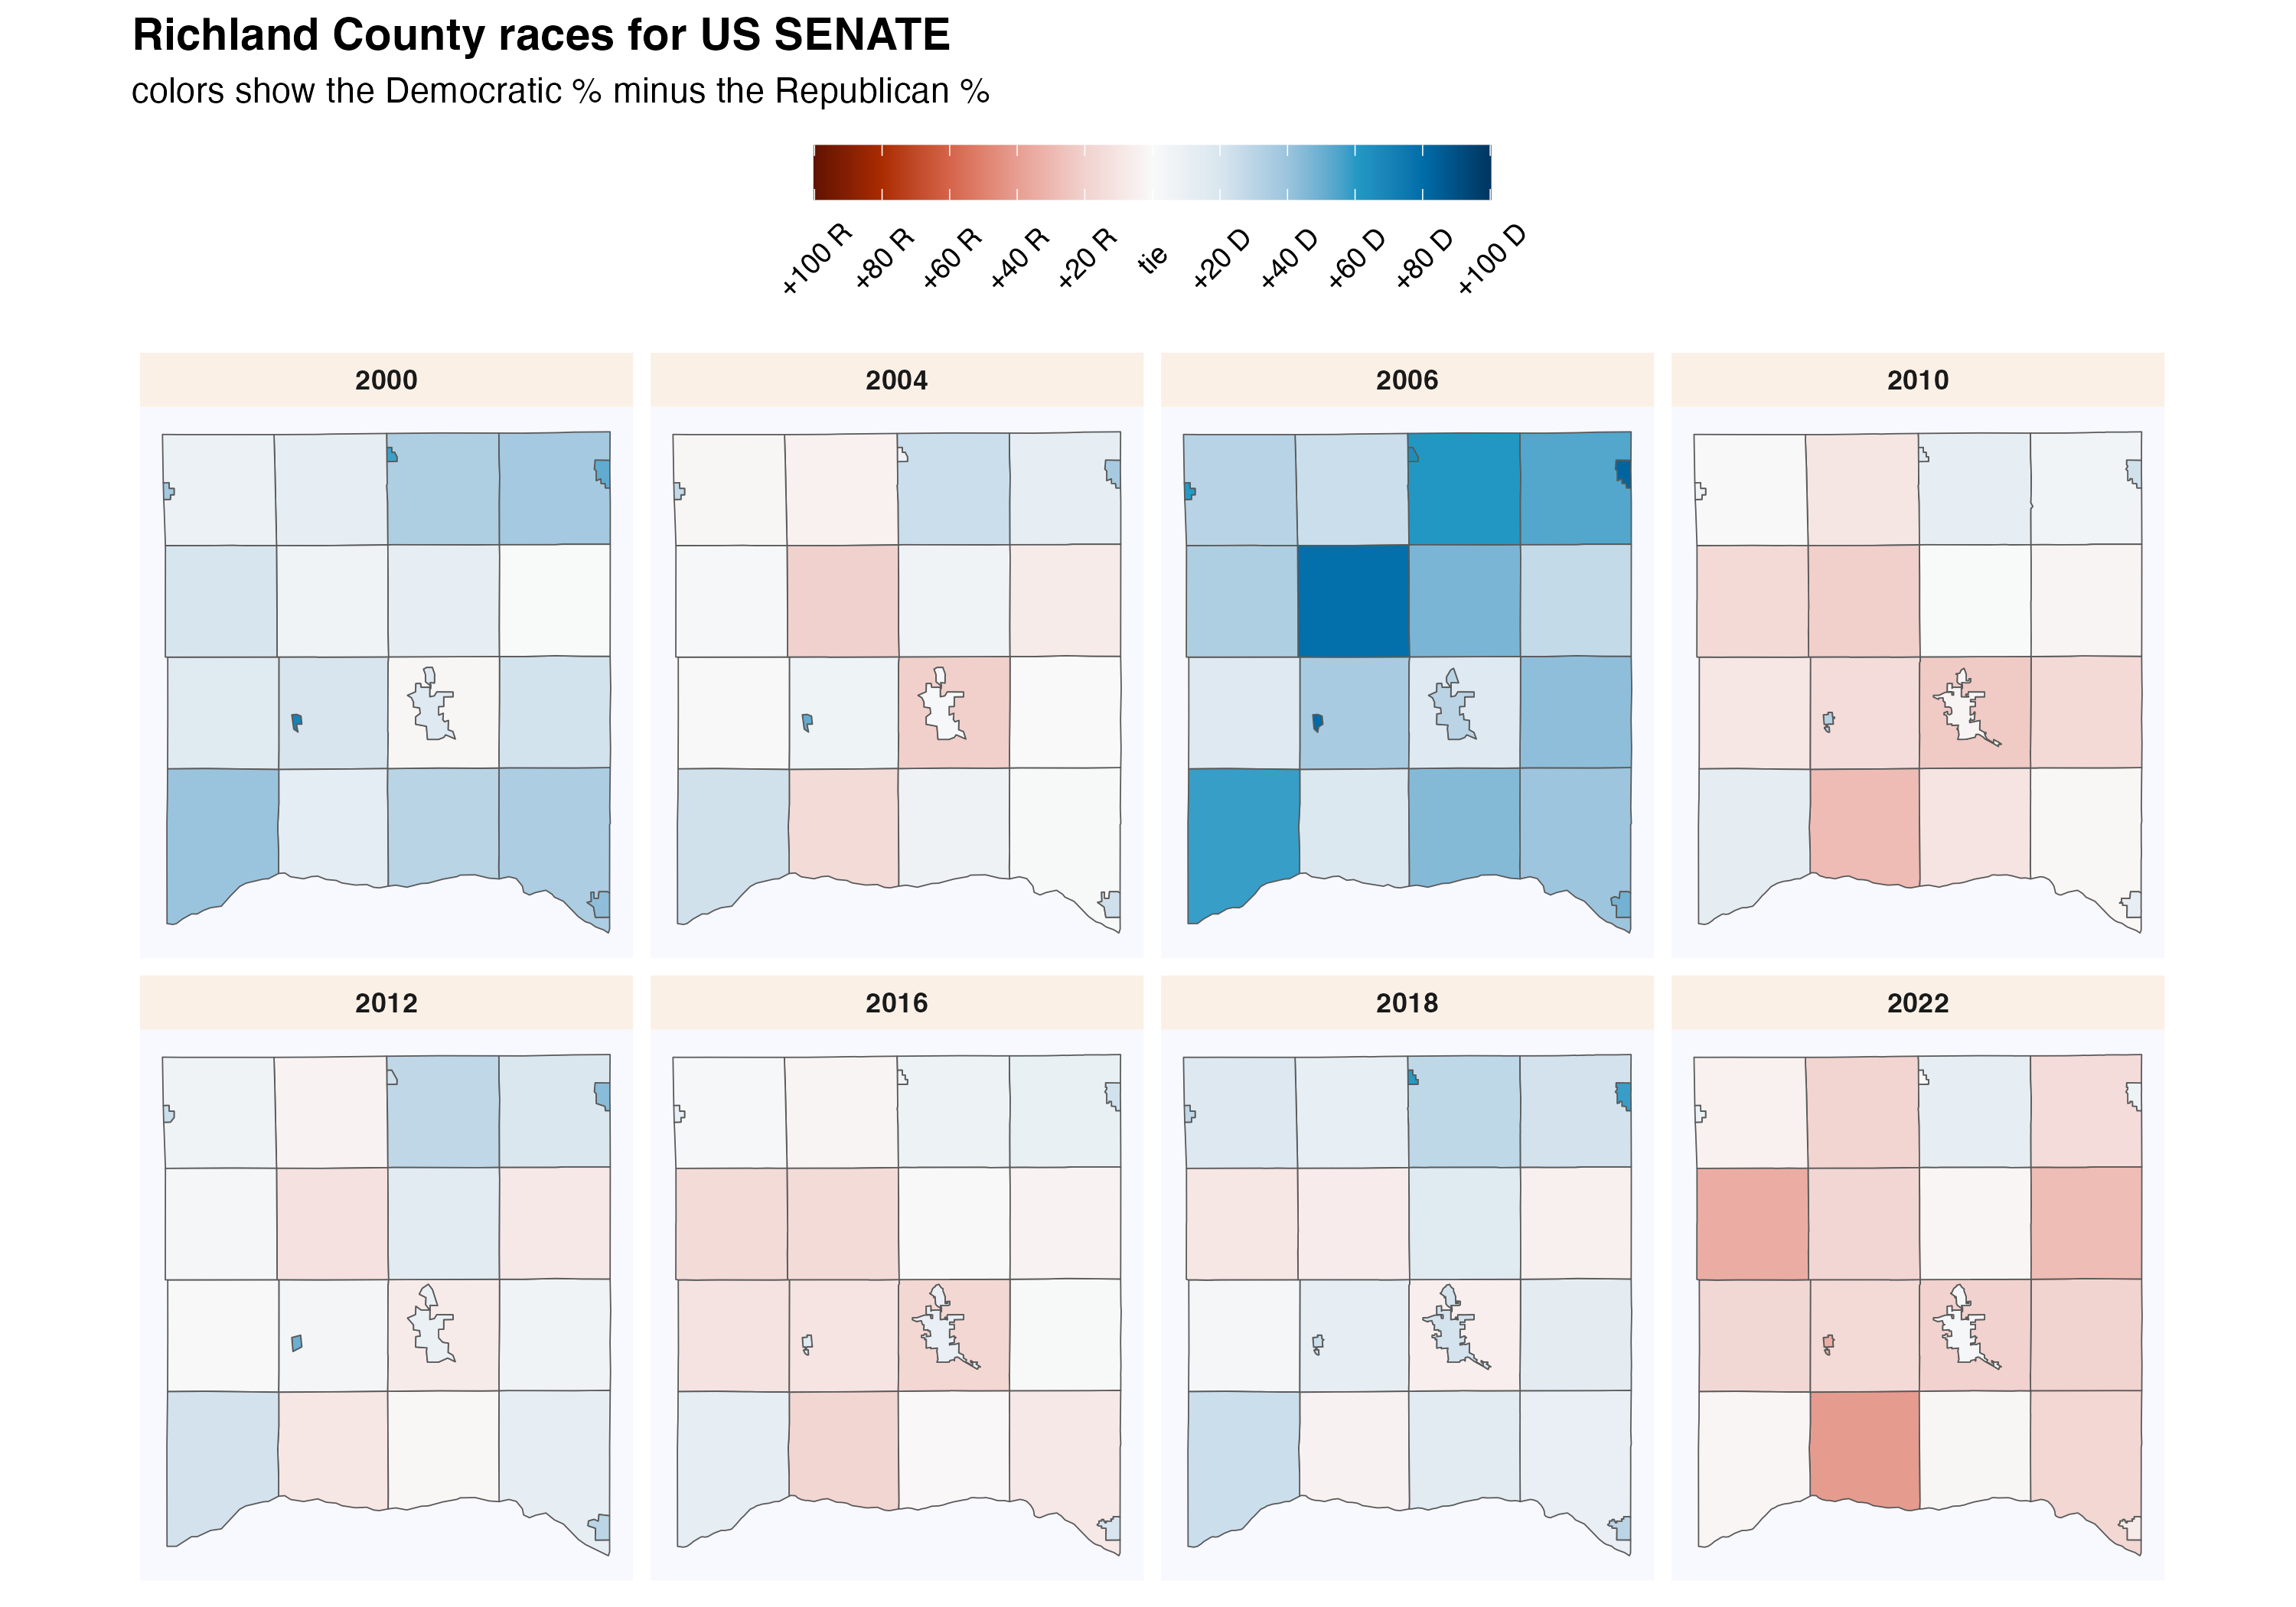 Richland County races for US SENATE
colors show the Democratic % minus the Republican %
+100 R
+80 R
+60 R
+40 R
+20 R
tie
+20 D
+40 D
+60 D
+80 D
+100 D
2000
2004
2006
2010
2012
2016
2018
2022